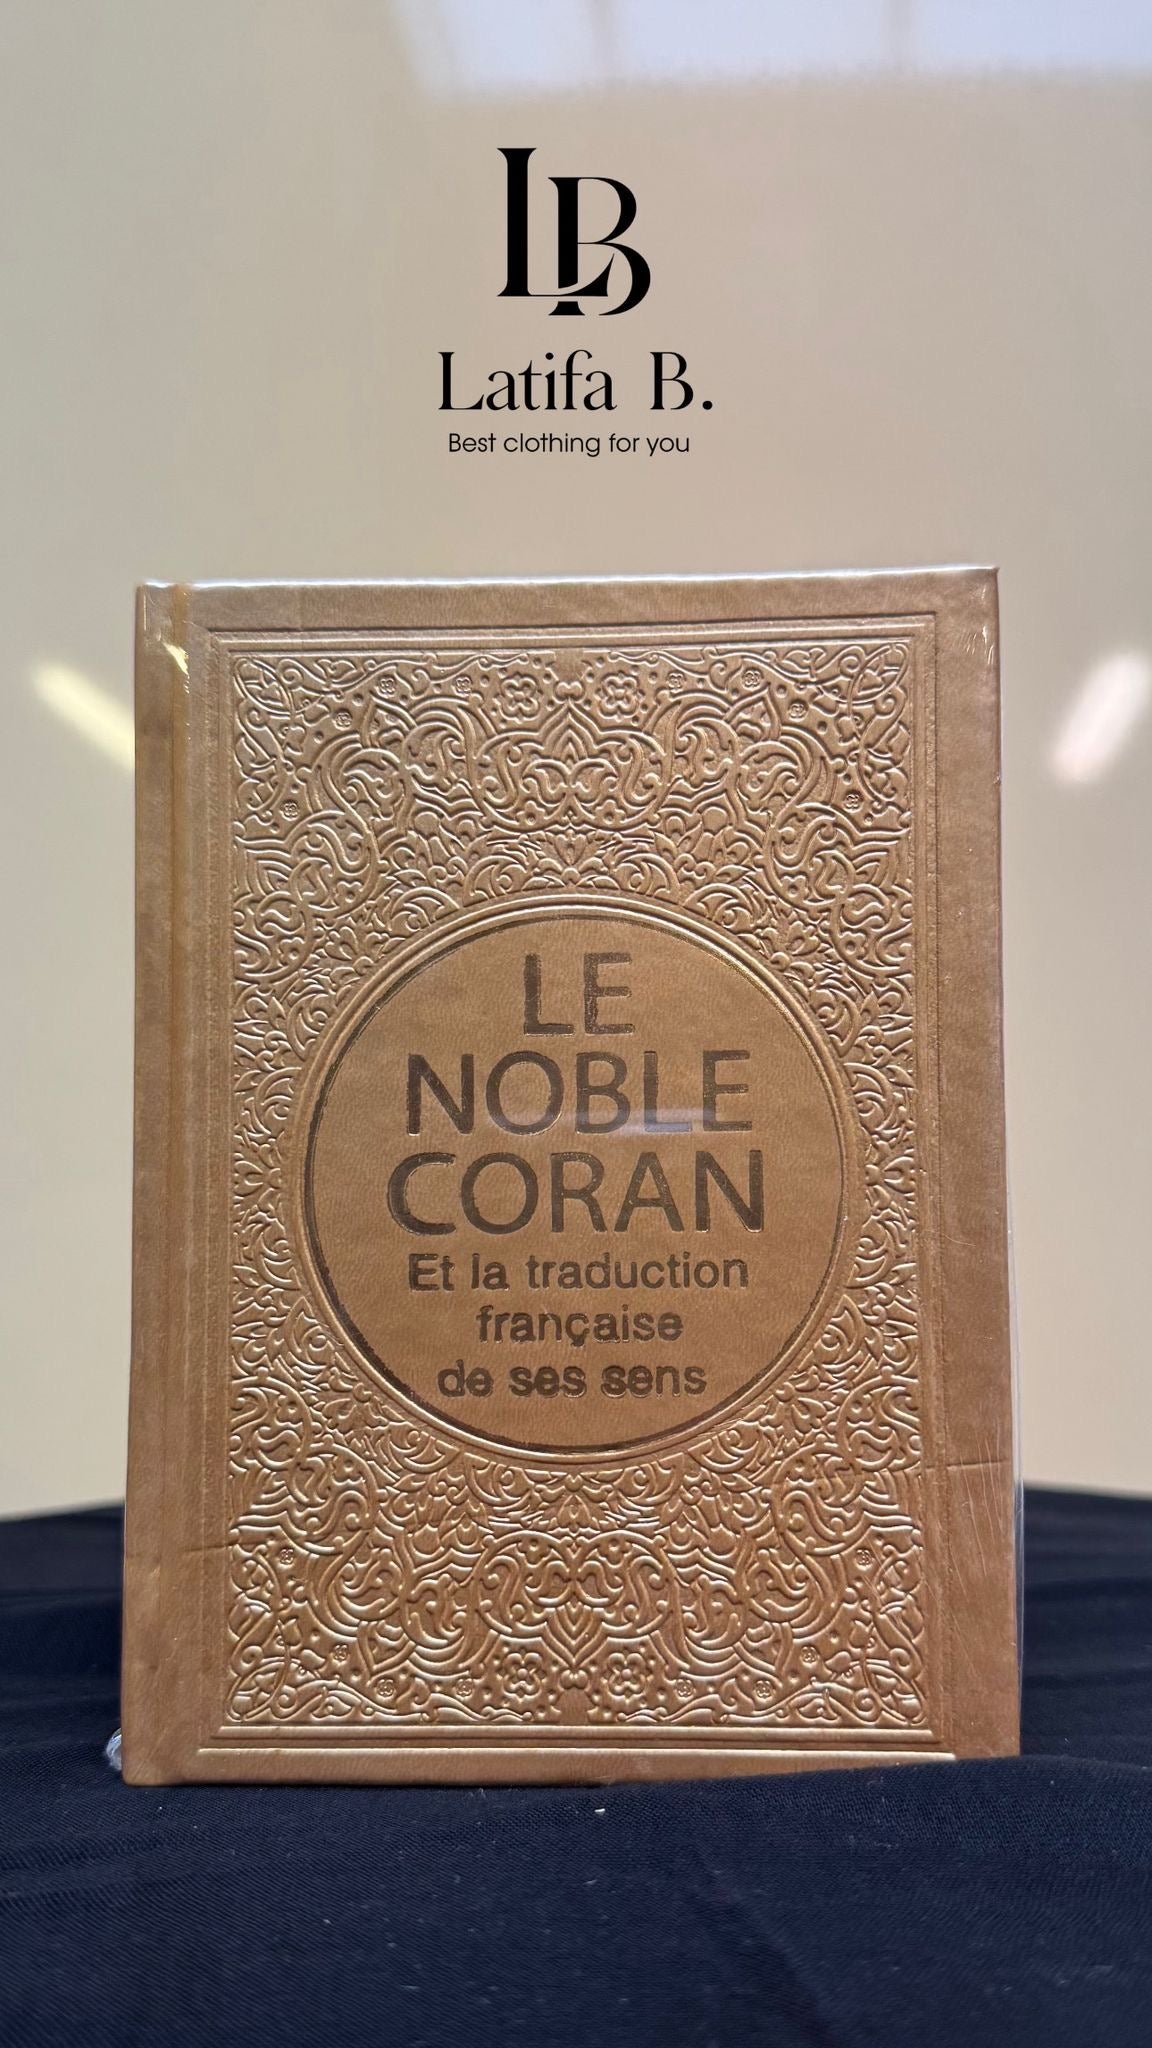 LB
Latifa B.
Best clothing for you
LE
NOBLE
CORAN
Et la traduction
française
de ses sens